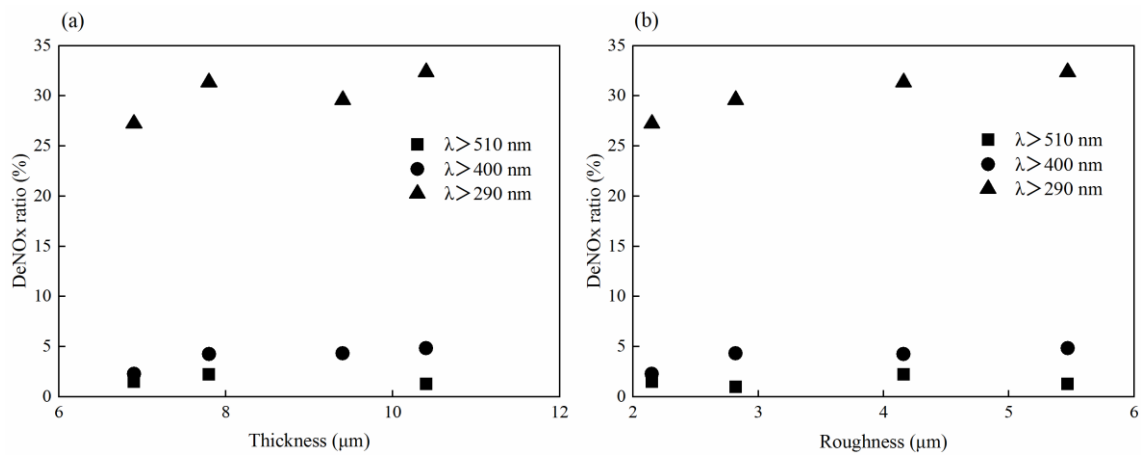 (a)
35
30
25
20
15
10
5
0
DeNOx ratio (%)
λ＞510 nm
λ＞400 nm
λ＞290 nm
6
8
10
12
Thickness (μm)
(b)
35
30
25
20
15
10
5
0
DeNOx ratio (%)
λ＞510 nm
λ＞400 nm
λ＞290 nm
2
3
4
5
6
Roughness (μm)